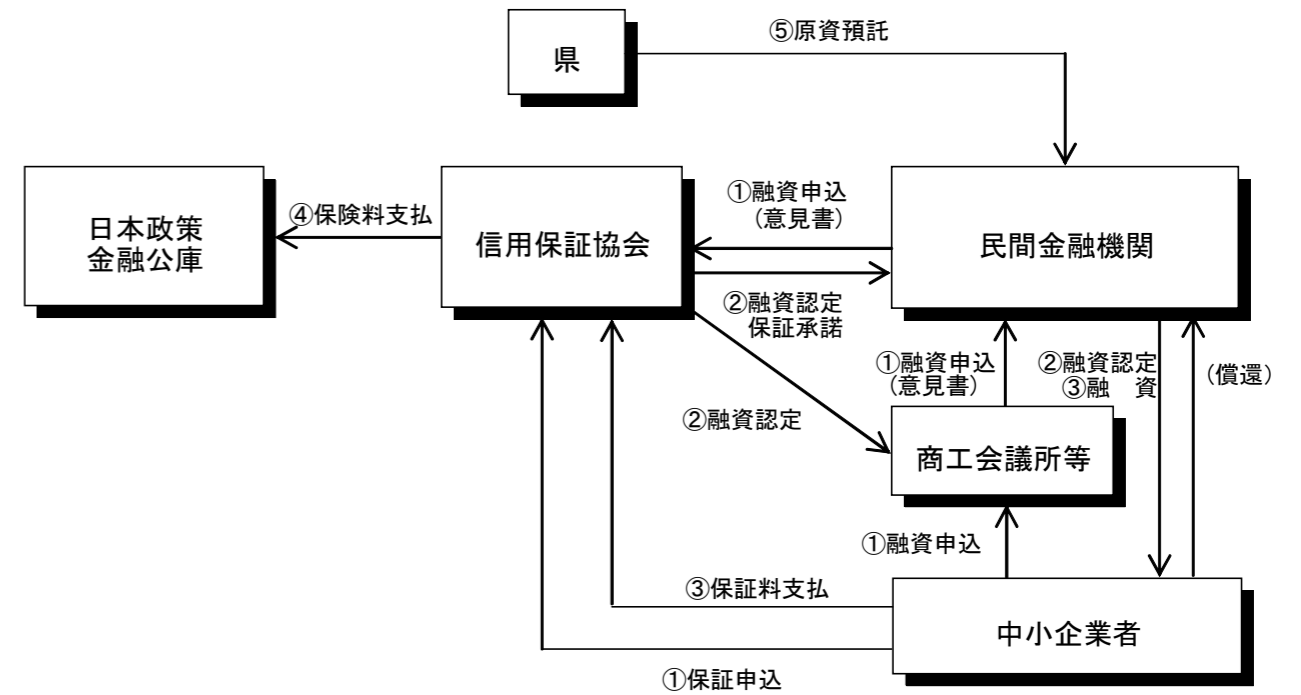 ⑤原資預託
県
日本政策
金融公庫
④保険料支払
信用保証協会
①融資申込
(意見書)
民間金融機関
②融資認定
保証承諾
①融資申込
(意見書)
②融資認定
③融　資
(償還)
②融資認定
商工会議所等
①融資申込
③保証料支払
中小企業者
①保証申込